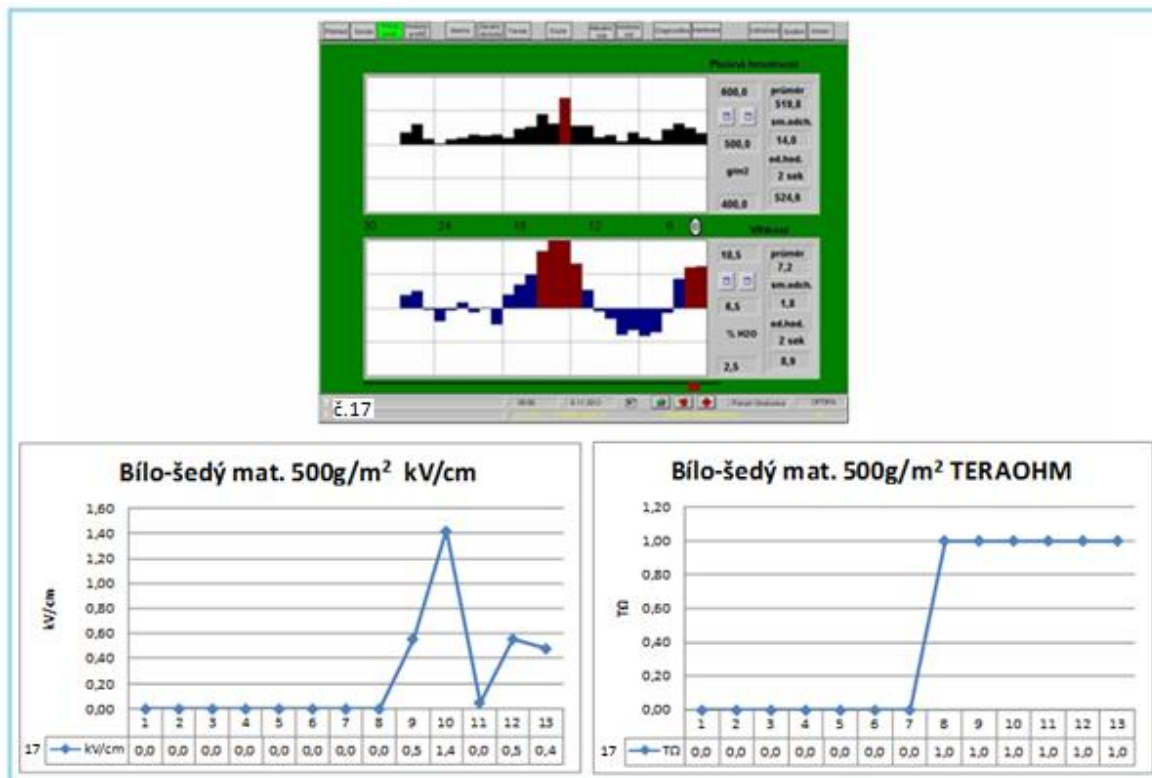 Plošná hmotnost
600,0 průměr
518,8
sm.odch.
500,0 14,0
g/m2 od.hod.
2 sek
400,0 524,8
30 24 18 12 6 0
Vlhkost
10,5 průměr
7,2
sm.odch.
6,5 1,8
% H2O od.hod.
2 sek
2,5 8,9
č.17
Bílo-šedý mat. 500g/m² kV/cm
1,60
1,40
1,20
1,00
0,80
0,60
0,40
0,20
0,00
kV/cm
1 2 3 4 5 6 7 8 9 10 11 12 13
17 kV/cm 0,0 0,0 0,0 0,0 0,0 0,0 0,0 0,0 0,5 1,4 0,0 0,5 0,4
Bílo-šedý mat. 500g/m² TERAOHM
1,20
1,00
0,80
0,60
0,40
0,20
0,00
TΩ
1 2 3 4 5 6 7 8 9 10 11 12 13
17 TΩ 0,0 0,0 0,0 0,0 0,0 0,0 0,0 1,0 1,0 1,0 1,0 1,0 1,0